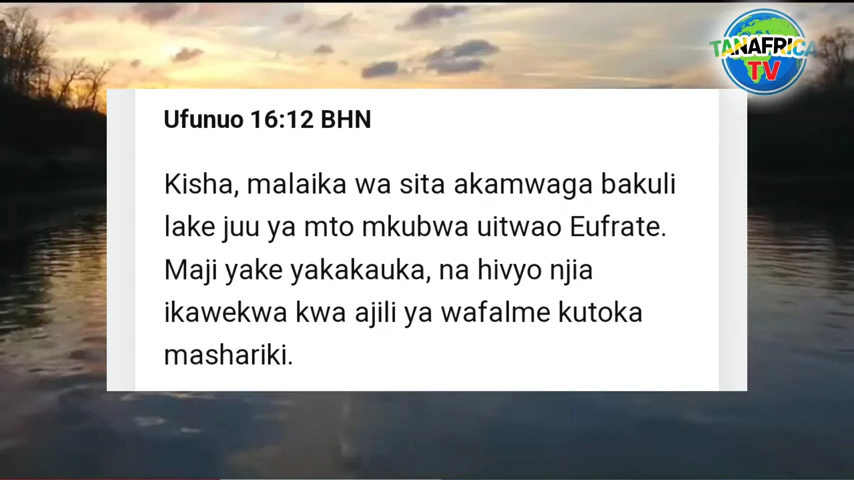 TANAFRICA
TV
Ufunuo 16:12 BHN
Kisha, malaika wa sita akamwaga bakuli
lake juu ya mto mkubwa uitwao Eufrate.
Maji yake yakakauka, na hivyo njia
ikawekwa kwa ajili ya wafalme kutoka
mashariki.